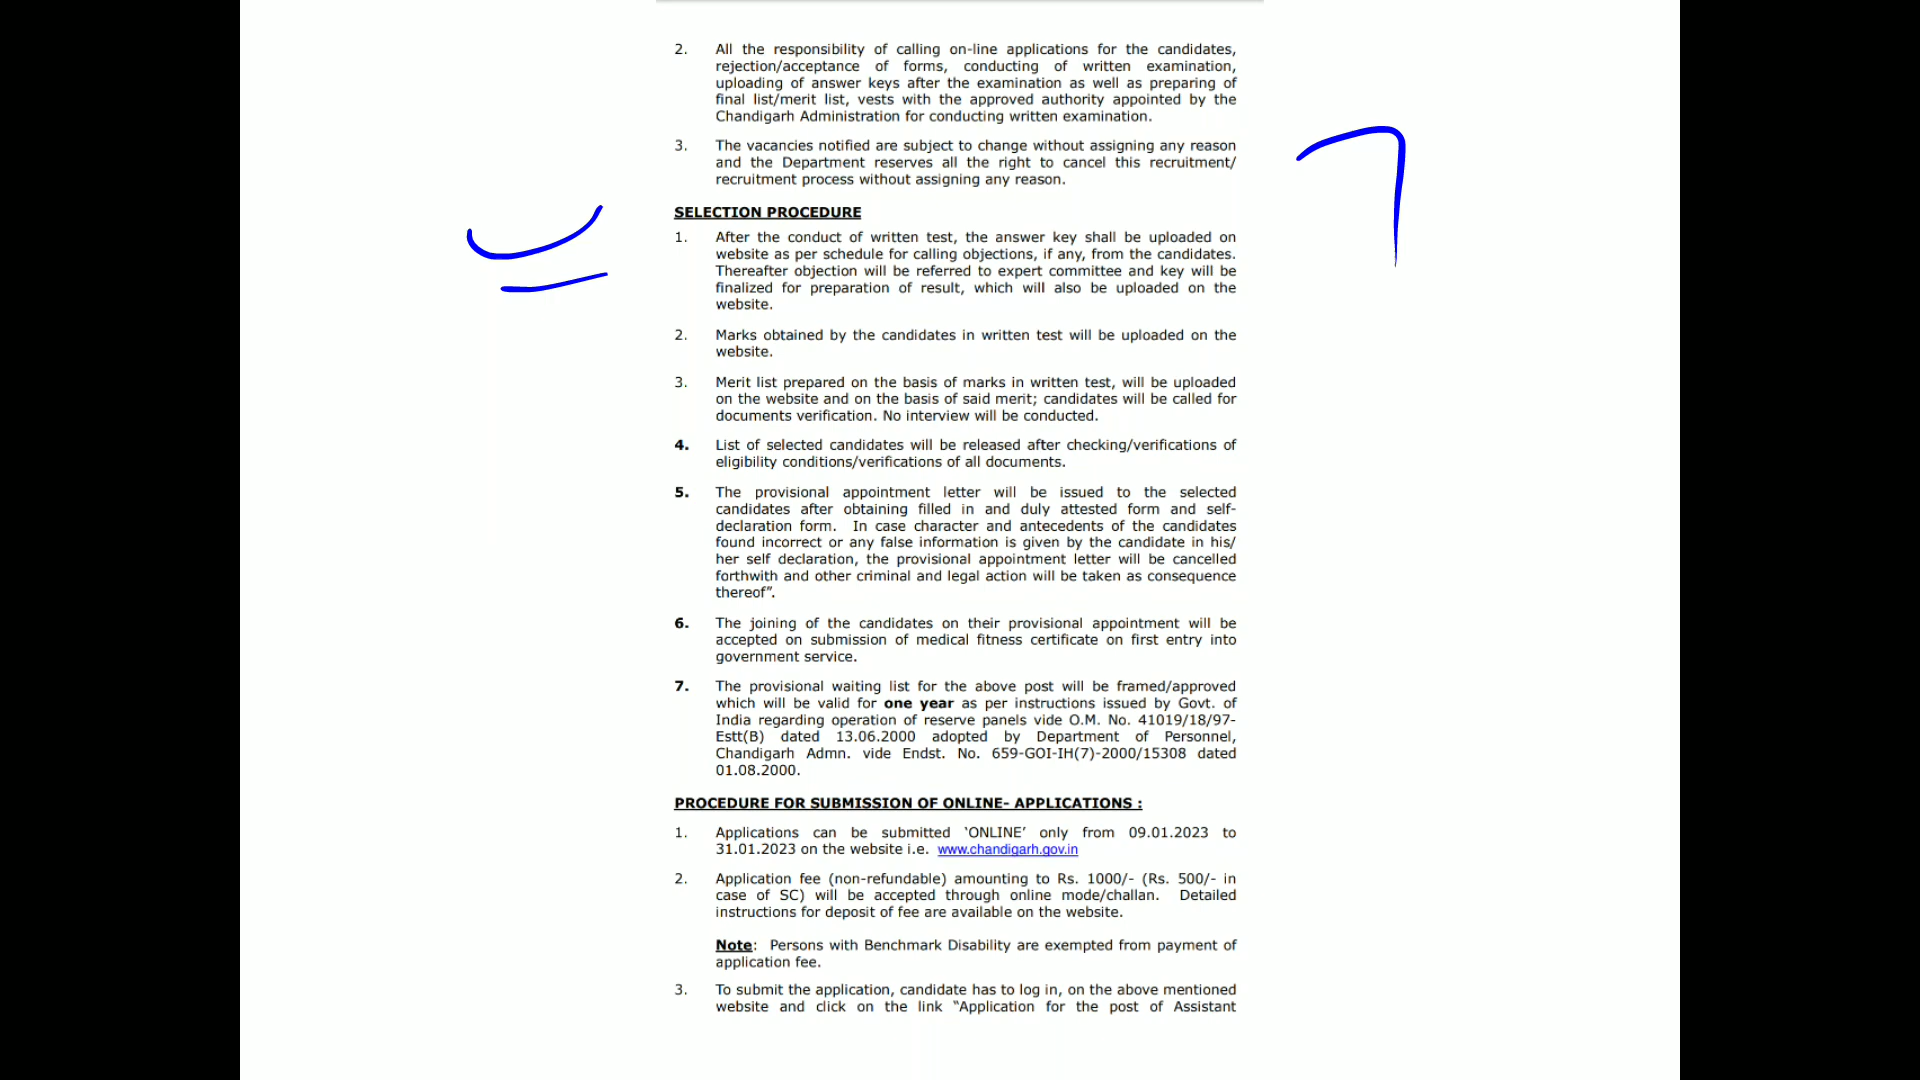 2. All the responsibility of calling on-line applications for the candidates,
rejection/acceptance of forms, conducting of written examination,
uploading of answer keys after the examination as well as preparing of
final list/merit list, vests with the approved authority appointed by the
Chandigarh Administration for conducting written examination.
3. The vacancies notified are subject to change without assigning any reason
and the Department reserves all the right to cancel this recruitment/
recruitment process without assigning any reason.
SELECTION PROCEDURE
1. After the conduct of written test, the answer key shall be uploaded on
website as per schedule for calling objections, if any, from the candidates.
Thereafter objection will be referred to expert committee and key will be
finalized for preparation of result, which will also be uploaded on the
website.
2. Marks obtained by the candidates in written test will be uploaded on the
website.
3. Merit list prepared on the basis of marks in written test, will be uploaded
on the website and on the basis of said merit; candidates will be called for
documents verification. No interview will be conducted.
4. List of selected candidates will be released after checking/verifications of
eligibility conditions/verifications of all documents.
5. The provisional appointment letter will be issued to the selected
candidates after obtaining filled in and duly attested form and self-
declaration form. In case character and antecedents of the candidates
found incorrect or any false information is given by the candidate in his/
her self declaration, the provisional appointment letter will be cancelled
forthwith and other criminal and legal action will be taken as consequence
thereof”.
6. The joining of the candidates on their provisional appointment will be
accepted on submission of medical fitness certificate on first entry into
government service.
7. The provisional waiting list for the above post will be framed/approved
which will be valid for one year as per instructions issued by Govt. of
India regarding operation of reserve panels vide O.M. No. 41019/18/97-
Estt(B) dated 13.06.2000 adopted by Department of Personnel,
Chandigarh Admn. vide Endst. No. 659-GOI-IH(7)-2000/15308 dated
01.08.2000.
PROCEDURE FOR SUBMISSION OF ONLINE- APPLICATIONS :
1. Applications can be submitted ‘ONLINE’ only from 09.01.2023 to
31.01.2023 on the website i.e. www.chandigarh.gov.in
2. Application fee (non-refundable) amounting to Rs. 1000/- (Rs. 500/- in
case of SC) will be accepted through online mode/challan. Detailed
instructions for deposit of fee are available on the website.
Note: Persons with Benchmark Disability are exempted from payment of
application fee.
3. To submit the application, candidate has to log in, on the above mentioned
website and click on the link “Application for the post of Assistant